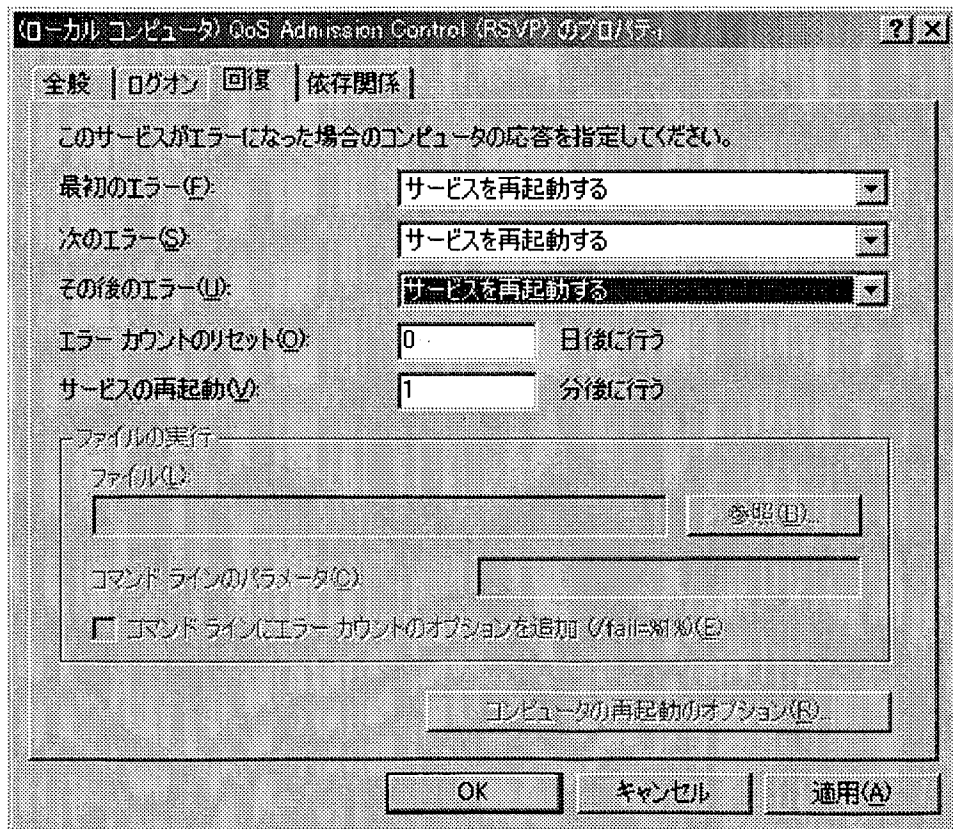 (ローカル コンピュータ) QoS Admission Control (RSVP) のプロパティ
全般 ログオン 回復 依存関係
このサービスがエラーになった場合のコンピュータの応答を指定してください。
最初のエラー(F): サービスを再起動する
次のエラー(S): サービスを再起動する
その後のエラー(U): サービスを再起動する
エラー カウントのリセット(O): 0 日後に行う
サービスの再起動(V): 1 分後に行う
ファイルの実行
ファイル(L):
参照(B)...
コマンド ラインのパラメータ(C):
コマンド ラインにエラー カウントのオプションを追加 (/fail=%1%)(E)
コンピュータの再起動のオプション(R)...
OK キャンセル 適用(A)